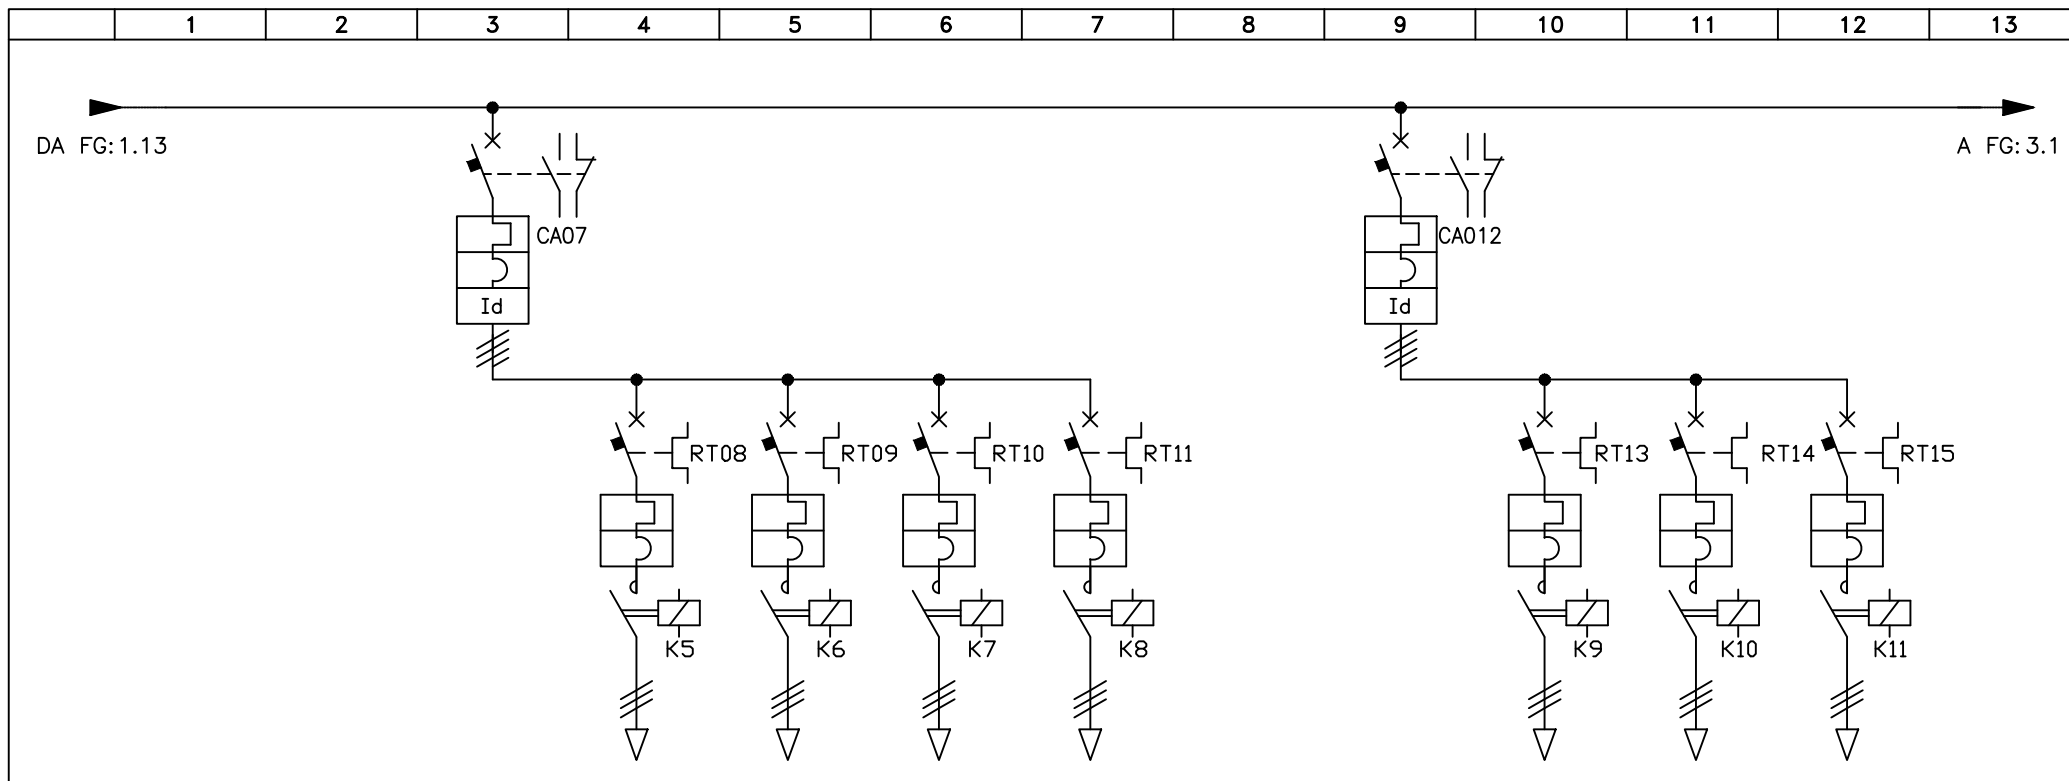 1 2 3 4 5 6 7 8 9 10 11 12 13
DA FG:1.13
A FG:3.1
CA07
CA012
Id
Id
RT08 RT09 RT10 RT11 RT13 RT14 RT15
K5 K6 K7 K8 K9 K10 K11